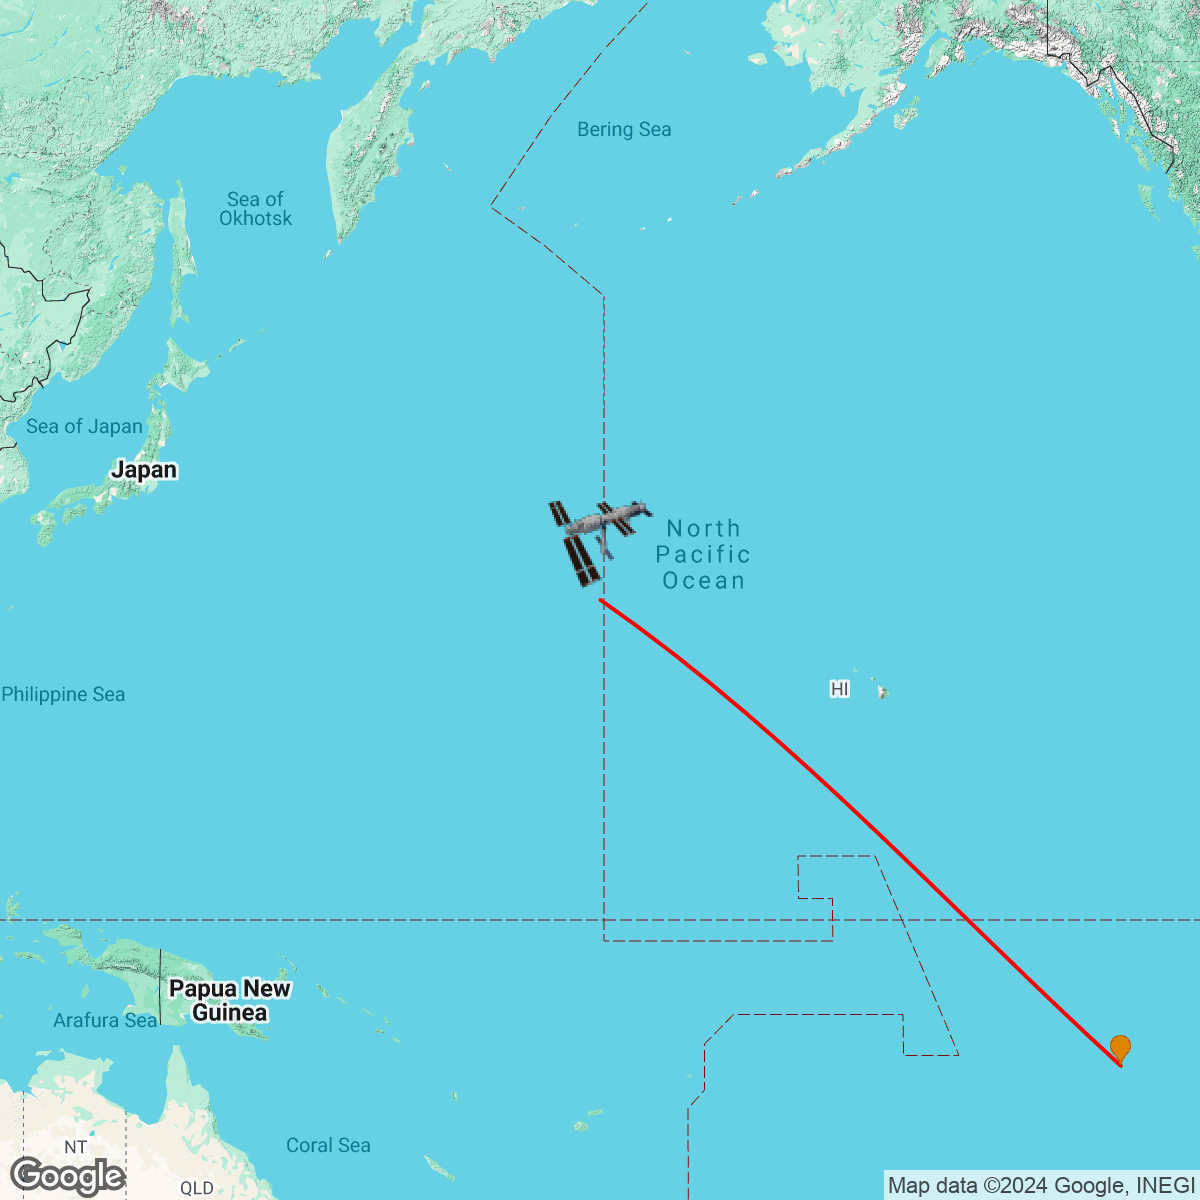 Bering Sea
Sea of
Okhotsk
Sea of Japan
Japan
North
Pacific
Ocean
HI
Philippine Sea
Papua New
Guinea
Arafura Sea
Coral Sea
NT
QLD
Google
Map data ©2024 Google, INEGI